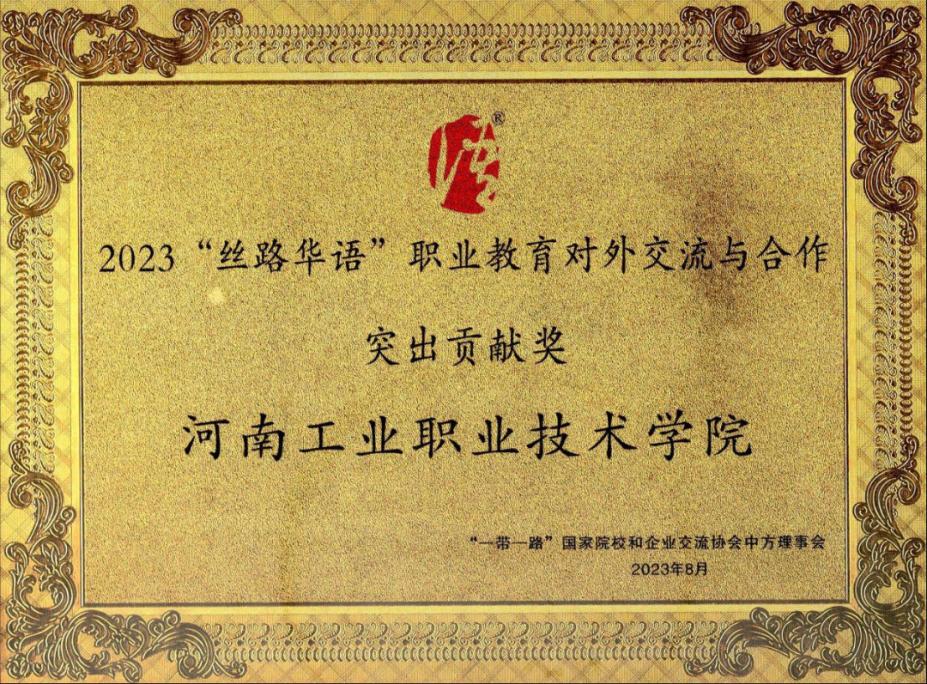 ®
2023“丝路华语”职业教育对外交流与合作
突出贡献奖
河南工业职业技术学院
“一带一路”国家院校和企业交流协会中方理事会
2023年8月